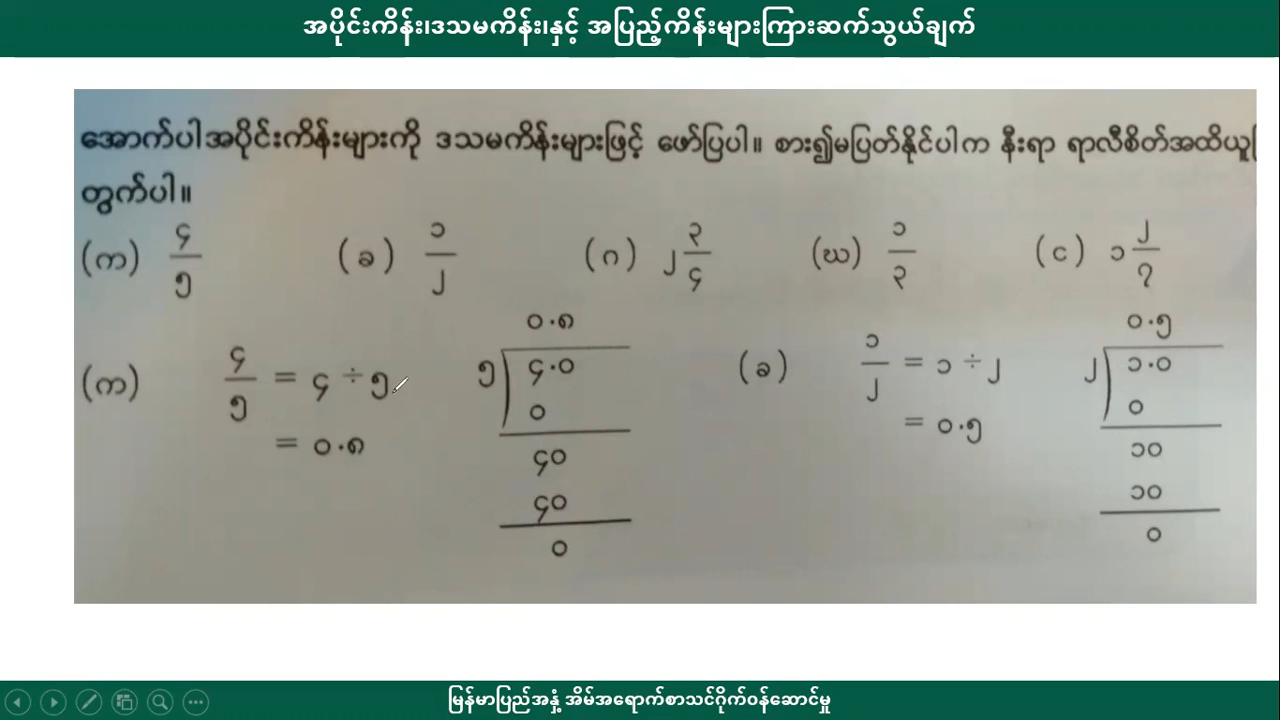 အပိုင်းကိန်း၊ဒသမကိန်း၊နှင့် အပြည့်ကိန်းများကြားဆက်သွယ်ချက်
အောက်ပါအပိုင်းကိန်းများကို ဒသမကိန်းများဖြင့် ဖော်ပြပါ။ စား၍မပြတ်နိုင်ပါက နီးရာ ရာလီစိတ်အထိယူ
တွက်ပါ။
(က) ၄/၅ (ခ) ၁/၂ (ဂ) ၂ ၃/၄ (ဃ) ၁/၃ (င) ၁ ၂/၇
(က) ၄/၅ = ၄ ÷ ၅
= ၀.၈
၀.၈
၅ ၄.၀
၀
၄၀
၄၀
၀
(ခ) ၁/၂ = ၁ ÷ ၂
= ၀.၅
၀.၅
၂ ၁.၀
၀
၁၀
၁၀
၀
မြန်မာပြည်အနှံ့ အိမ်အရောက်စာသင်ဂိုက်ဝန်ဆောင်မှု